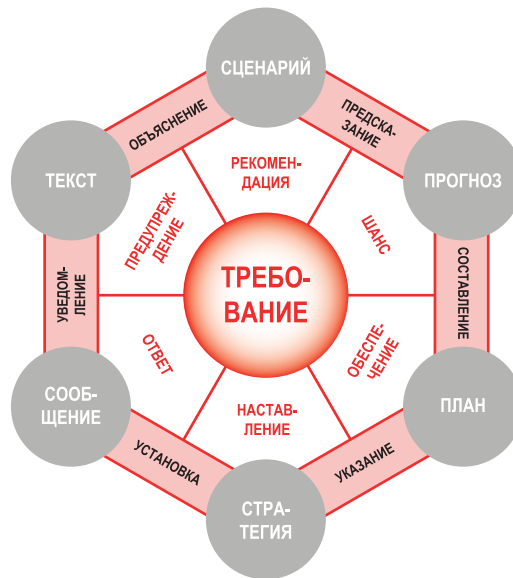 СЦЕНАРИЙ
ОБЪЯСНЕНИЕ
ПРЕДСКА-
ЗАНИЕ
ТЕКСТ
РЕКОМЕН-
ДАЦИЯ
ПРОГНОЗ
ПРЕДУПРЕЖ-
ДЕНИЕ
ШАНС
УВЕДОМ-
ЛЕНИЕ
ТРЕБО-
ВАНИЕ
СОСТАВЛЕНИЕ
ОТВЕТ
ОБЕСПЕ-
ЧЕНИЕ
СООБ-
ЩЕНИЕ
НАСТАВ-
ЛЕНИЕ
ПЛАН
УСТАНОВКА
УКАЗАНИЕ
СТРА-
ТЕГИЯ